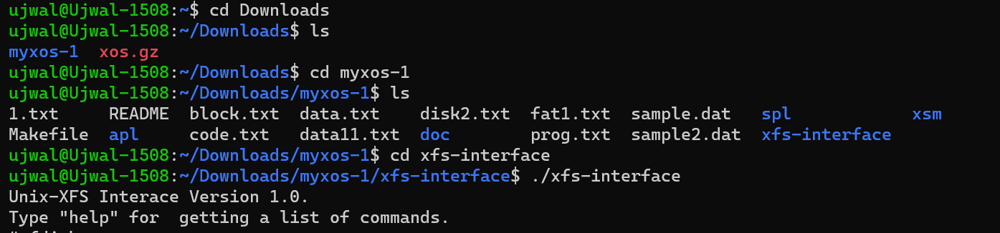 ujwal@Ujwal-1508:~$ cd Downloads
ujwal@Ujwal-1508:~/Downloads$ ls
myxos-1  xos.gz
ujwal@Ujwal-1508:~/Downloads$ cd myxos-1
ujwal@Ujwal-1508:~/Downloads/myxos-1$ ls
1.txt     README  block.txt  data.txt    disk2.txt  fat1.txt  sample.dat   spl            xsm
Makefile  apl     code.txt   data11.txt  doc        prog.txt  sample2.dat  xfs-interface
ujwal@Ujwal-1508:~/Downloads/myxos-1$ cd xfs-interface
ujwal@Ujwal-1508:~/Downloads/myxos-1/xfs-interface$ ./xfs-interface
Unix-XFS Interace Version 1.0.
Type "help" for  getting a list of commands.